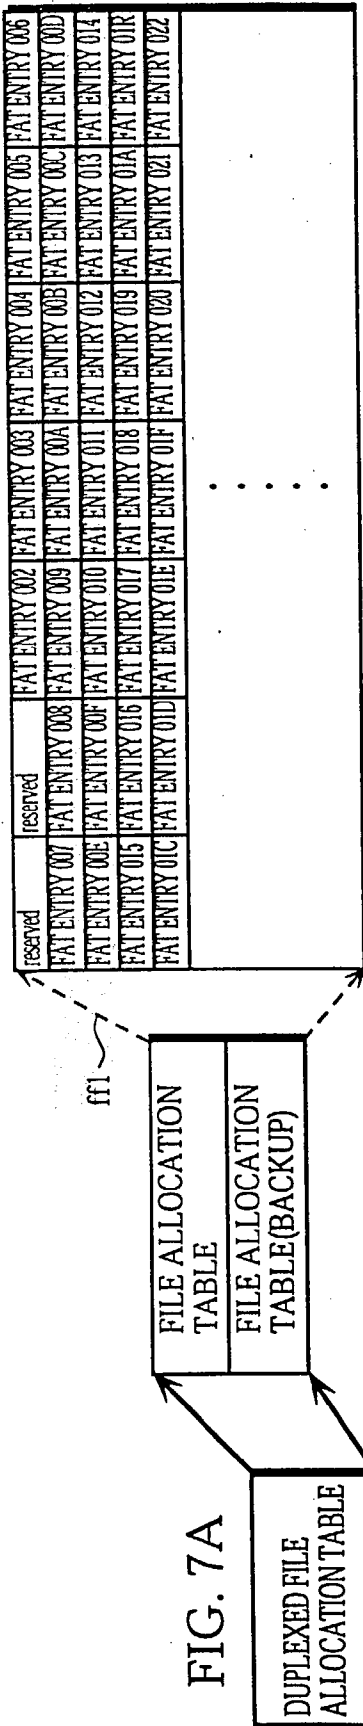 FIG. 7A
DUPLEXED FILE
ALLOCATION TABLE
FILE ALLOCATION
TABLE
FILE ALLOCATION
TABLE(BACKUP)
ff1
reserved reserved FAT ENTRY 002 FAT ENTRY 003 FAT ENTRY 004 FAT ENTRY 005 FAT ENTRY 006
FAT ENTRY 007 FAT ENTRY 008 FAT ENTRY 009 FAT ENTRY 00A FAT ENTRY 00B FAT ENTRY 00C FAT ENTRY 00D
FAT ENTRY 00E FAT ENTRY 00F FAT ENTRY 010 FAT ENTRY 011 FAT ENTRY 012 FAT ENTRY 013 FAT ENTRY 014
FAT ENTRY 015 FAT ENTRY 016 FAT ENTRY 017 FAT ENTRY 018 FAT ENTRY 019 FAT ENTRY 01A FAT ENTRY 01R
FAT ENTRY 01C FAT ENTRY 01D FAT ENTRY 01E FAT ENTRY 01F FAT ENTRY 020 FAT ENTRY 021 FAT ENTRY 022